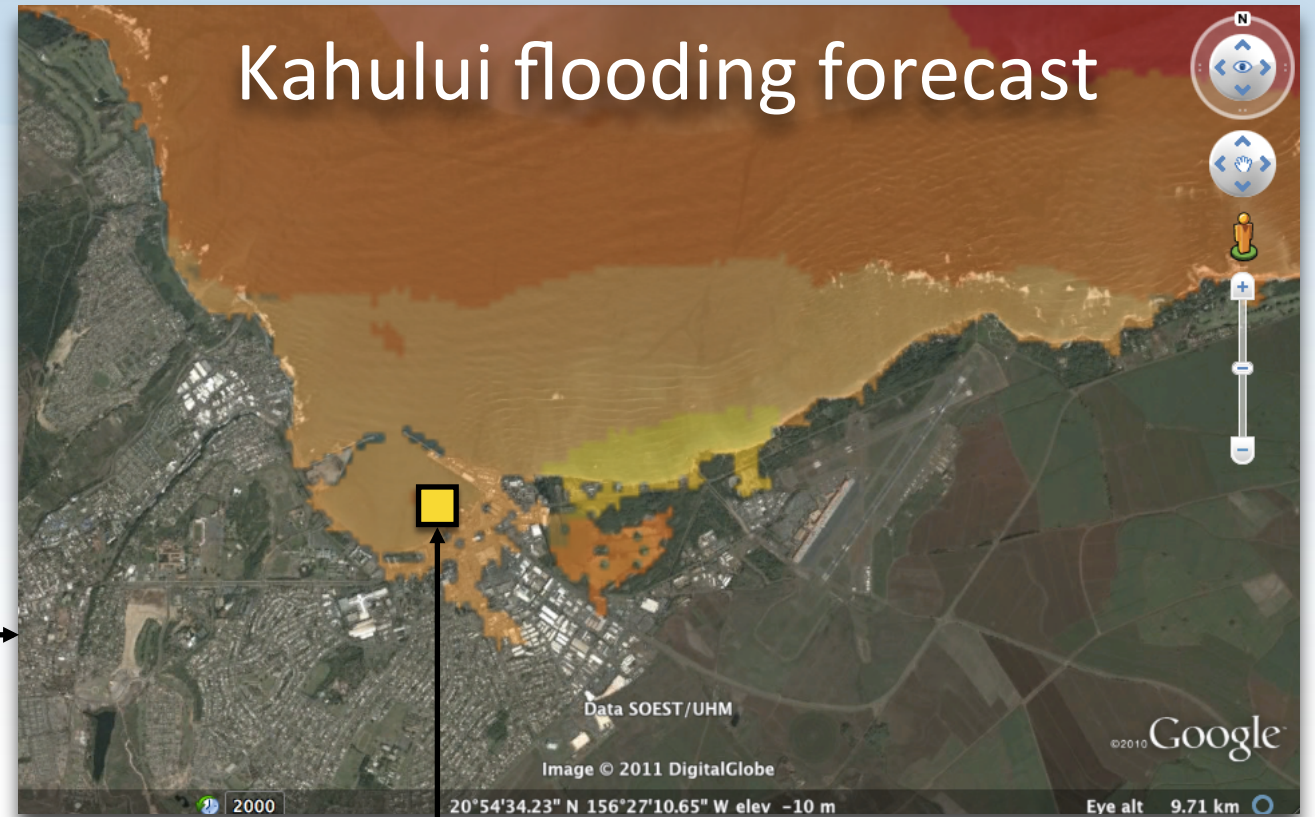 N
Kahului flooding forecast
Data SOEST/UHM
©2010 Google
Image © 2011 DigitalGlobe
2000
20°54'34.23" N 156°27'10.65" W elev -10 m
Eye alt 9.71 km